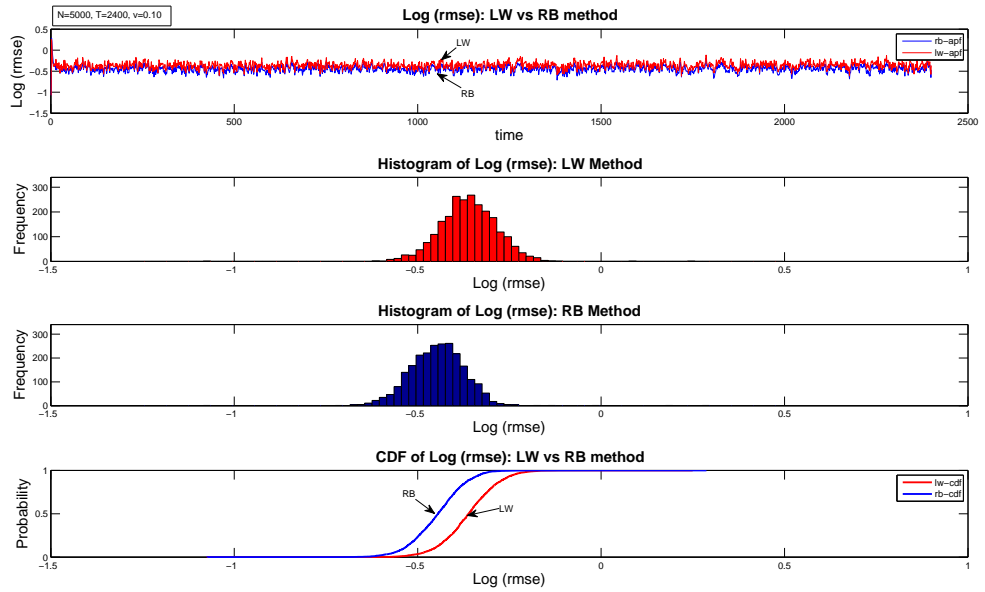 Log (rmse): LW vs RB method
N=5000, T=2400, v=0.10
Log (rmse)
0.5
0
−0.5
−1
−1.5
LW
RB
rb−apf
lw−apf
0 500 1000 1500 2000 2500
time
Histogram of Log (rmse): LW Method
Frequency
300
200
100
0
−1.5 −1 −0.5 0 0.5 1
Log (rmse)
Histogram of Log (rmse): RB Method
Frequency
300
200
100
0
−1.5 −1 −0.5 0 0.5 1
Log (rmse)
CDF of Log (rmse): LW vs RB method
Probability
1
0.5
0
RB
LW
lw−cdf
rb−cdf
−1.5 −1 −0.5 0 0.5 1
Log (rmse)